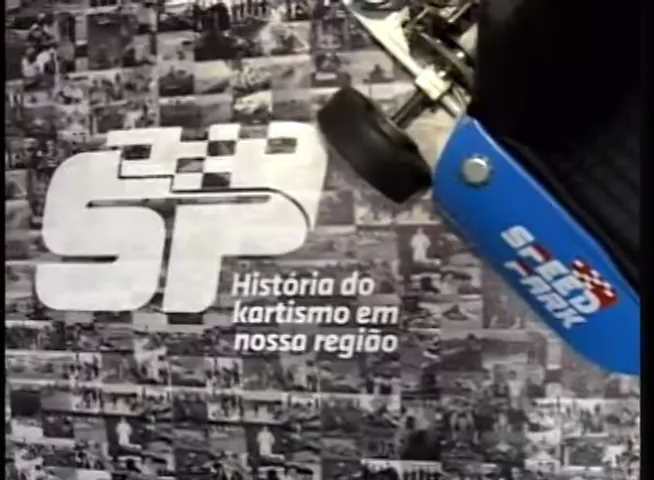 SP
História do
kartismo em
nossa região
SPEED
PARK